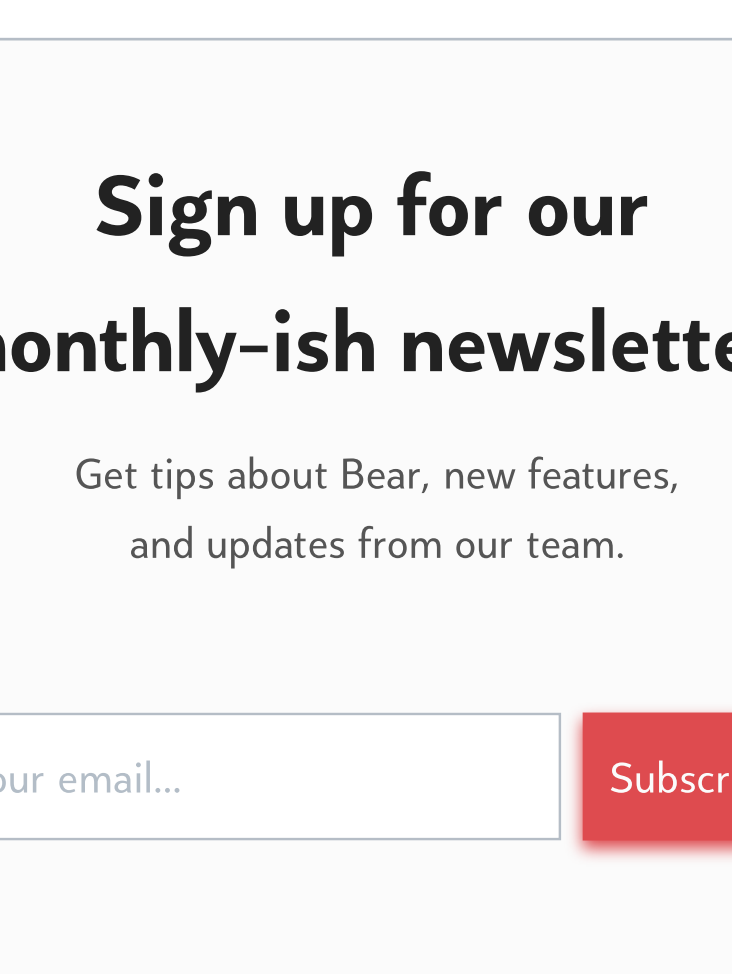 Sign up for our
onthly-ish newslette
Get tips about Bear, new features,
and updates from our team.
our email...
Subscr